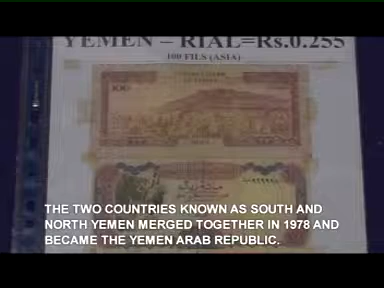 YEMEN – RIAL=Rs.0.255
100 FILS (ASIA)
100
THE TWO COUNTRIES KNOWN AS SOUTH AND
NORTH YEMEN MERGED TOGETHER IN 1978 AND
BECAME THE YEMEN ARAB REPUBLIC.